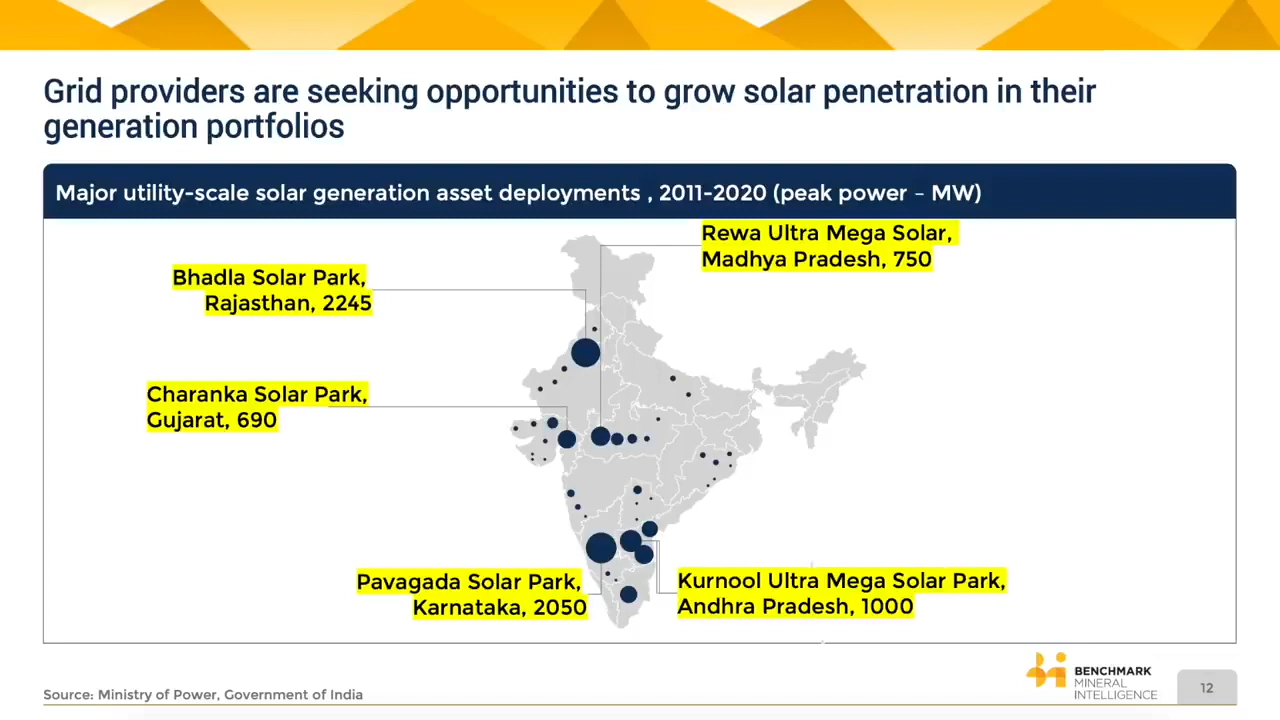 Grid providers are seeking opportunities to grow solar penetration in their
generation portfolios
Major utility-scale solar generation asset deployments , 2011-2020 (peak power – MW)
Rewa Ultra Mega Solar,
Madhya Pradesh, 750
Bhadla Solar Park,
Rajasthan, 2245
Charanka Solar Park,
Gujarat, 690
Pavagada Solar Park,
Karnataka, 2050
Kurnool Ultra Mega Solar Park,
Andhra Pradesh, 1000
Source: Ministry of Power, Government of India
BENCHMARK
MINERAL
INTELLIGENCE
12